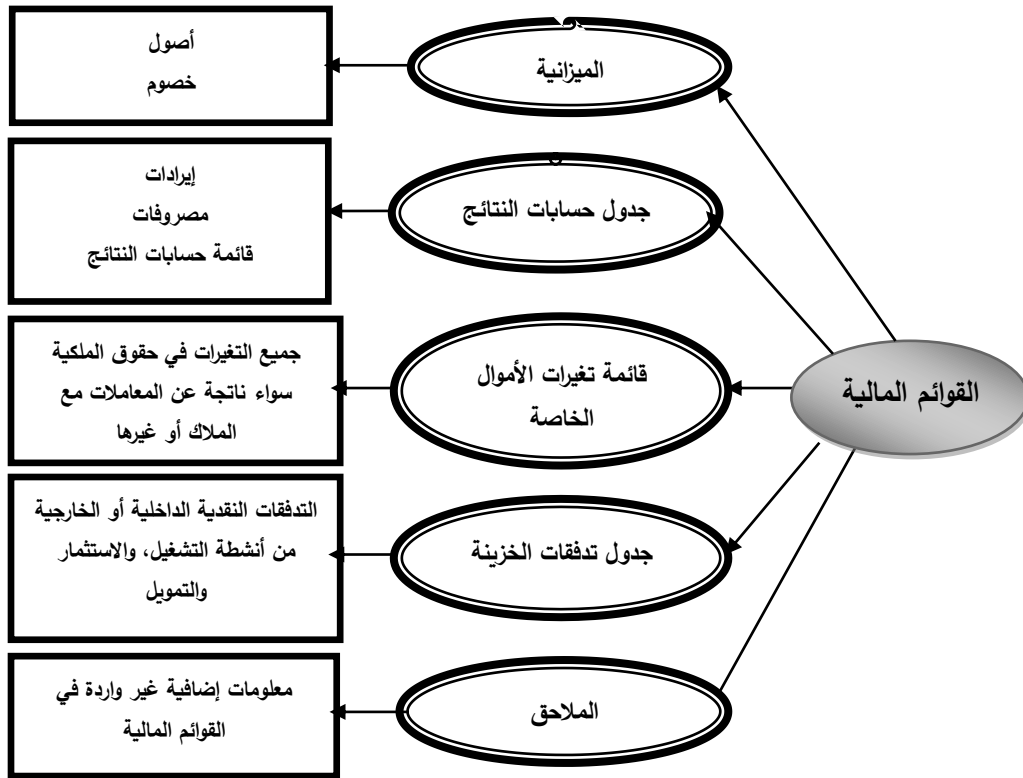 القوائم المالية
الميزانية
أصول
خصوم
جدول حسابات النتائج
إيرادات
مصروفات
قائمة حسابات النتائج
قائمة تغيرات الأموال
الخاصة
جميع التغيرات في حقوق الملكية
سواء ناتجة عن المعاملات مع
الملاك أو غيرها
جدول تدفقات الخزينة
التدفقات النقدية الداخلية أو الخارجية
من أنشطة التشغيل، والاستثمار
والتمويل
الملاحق
معلومات إضافية غير واردة في
القوائم المالية